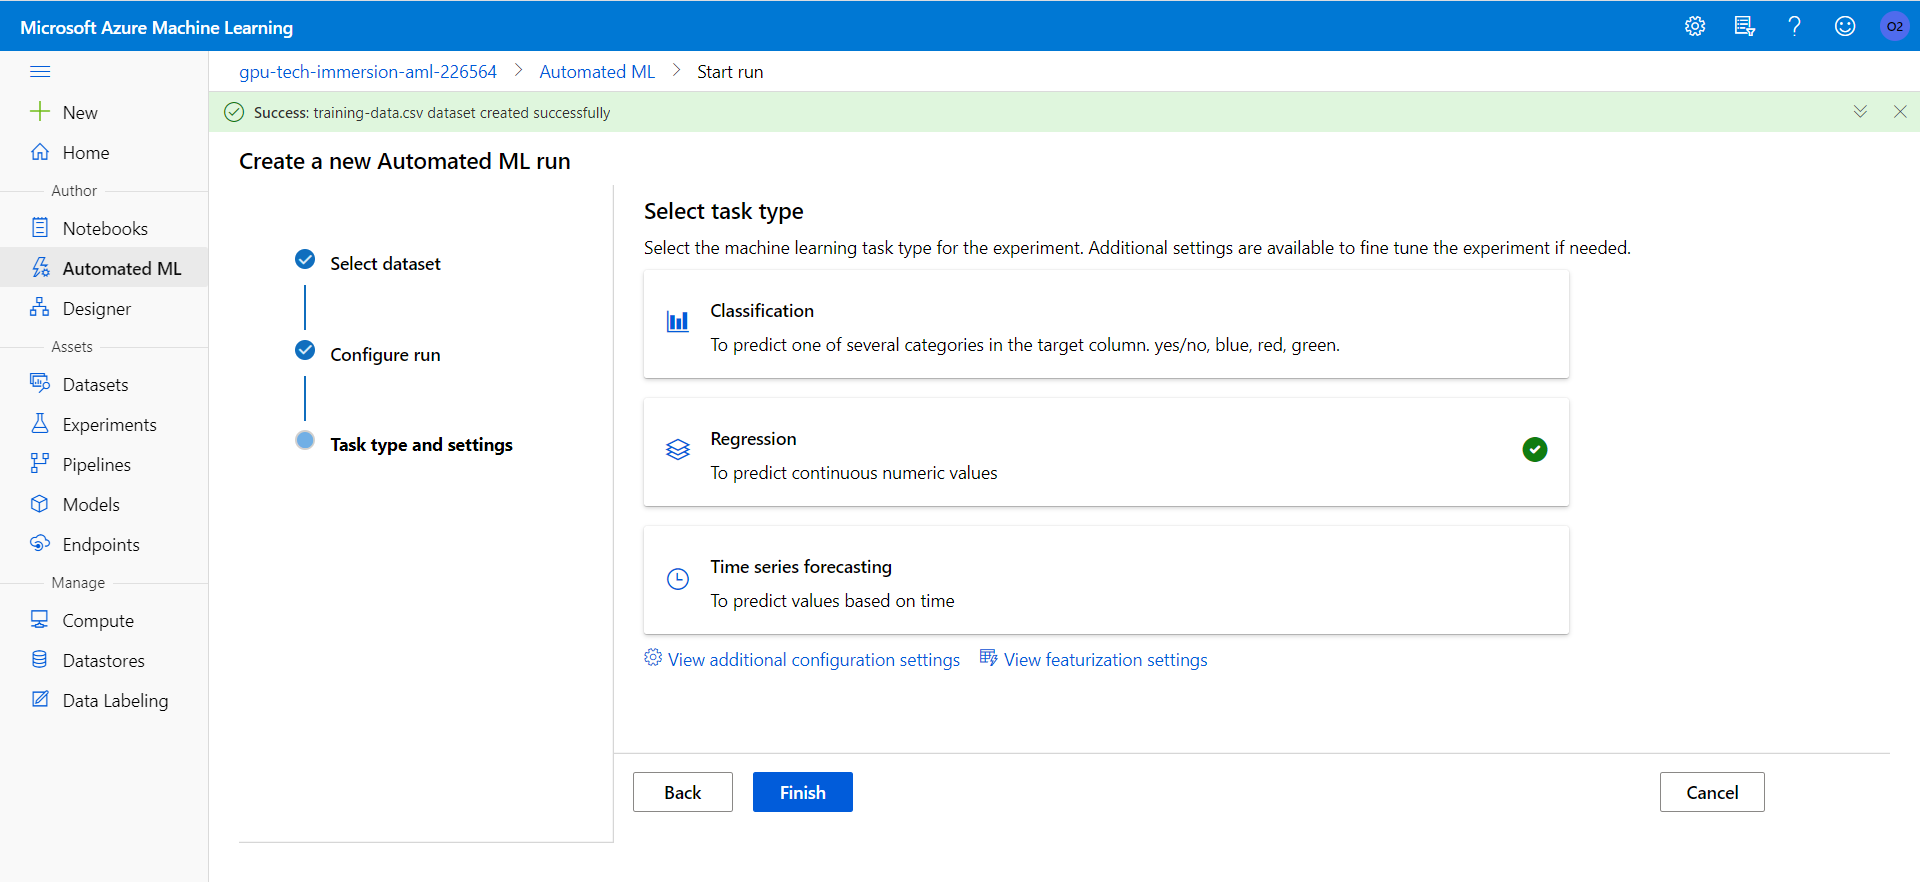 Microsoft Azure Machine Learning
O2
gpu-tech-immersion-aml-226564 > Automated ML > Start run
Success: training-data.csv dataset created successfully
New
Home
Author
Notebooks
Automated ML
Designer
Assets
Datasets
Experiments
Pipelines
Models
Endpoints
Manage
Compute
Datastores
Data Labeling
Create a new Automated ML run
Select dataset
Configure run
Task type and settings
Select task type
Select the machine learning task type for the experiment. Additional settings are available to fine tune the experiment if needed.
Classification
To predict one of several categories in the target column. yes/no, blue, red, green.
Regression
To predict continuous numeric values
Time series forecasting
To predict values based on time
View additional configuration settings
View featurization settings
Back
Finish
Cancel